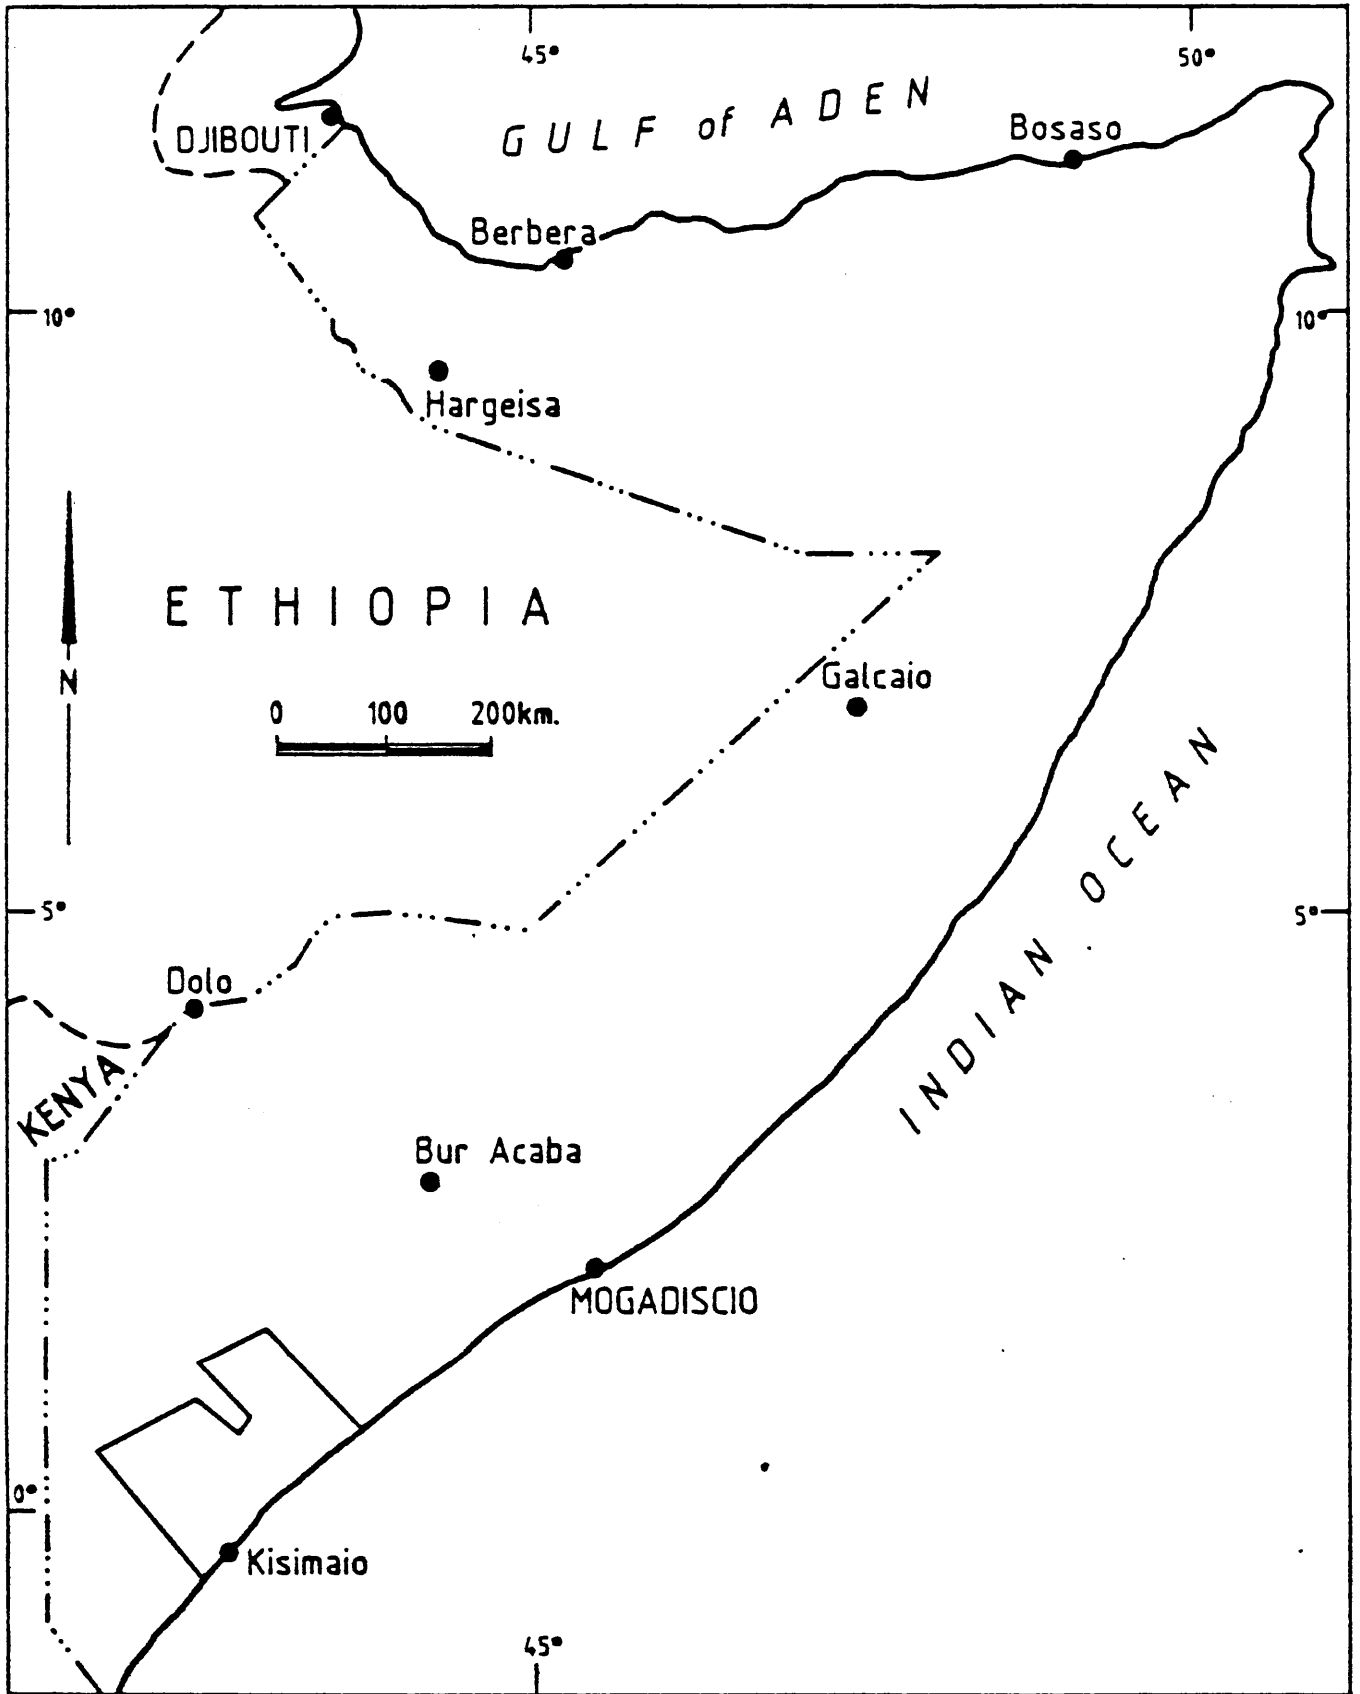 45°
50°
GULF of ADEN
DJIBOUTI
Bosaso
Berbera
10°
10°
Hargeisa
ETHIOPIA
N
Galcaio
0 100 200km.
INDIAN OCEAN
5°
5°
Dolo
KENYA
Bur Acaba
MOGADISCIO
0°
Kisimaio
45°